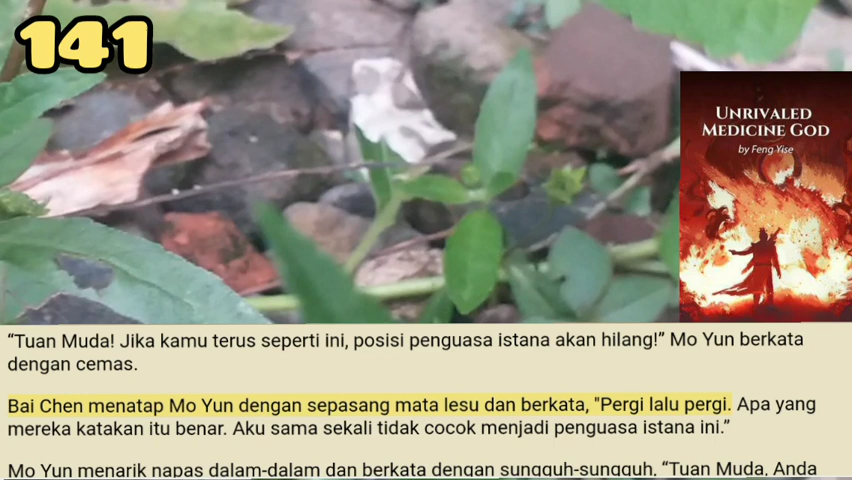 141
UNRIVALED
MEDICINE GOD
by Feng Yise
“Tuan Muda! Jika kamu terus seperti ini, posisi penguasa istana akan hilang!” Mo Yun berkata
dengan cemas.
Bai Chen menatap Mo Yun dengan sepasang mata lesu dan berkata, "Pergi lalu pergi. Apa yang
mereka katakan itu benar. Aku sama sekali tidak cocok menjadi penguasa istana ini.”
Mo Yun menarik napas dalam-dalam dan berkata dengan sungguh-sungguh, “Tuan Muda, Anda